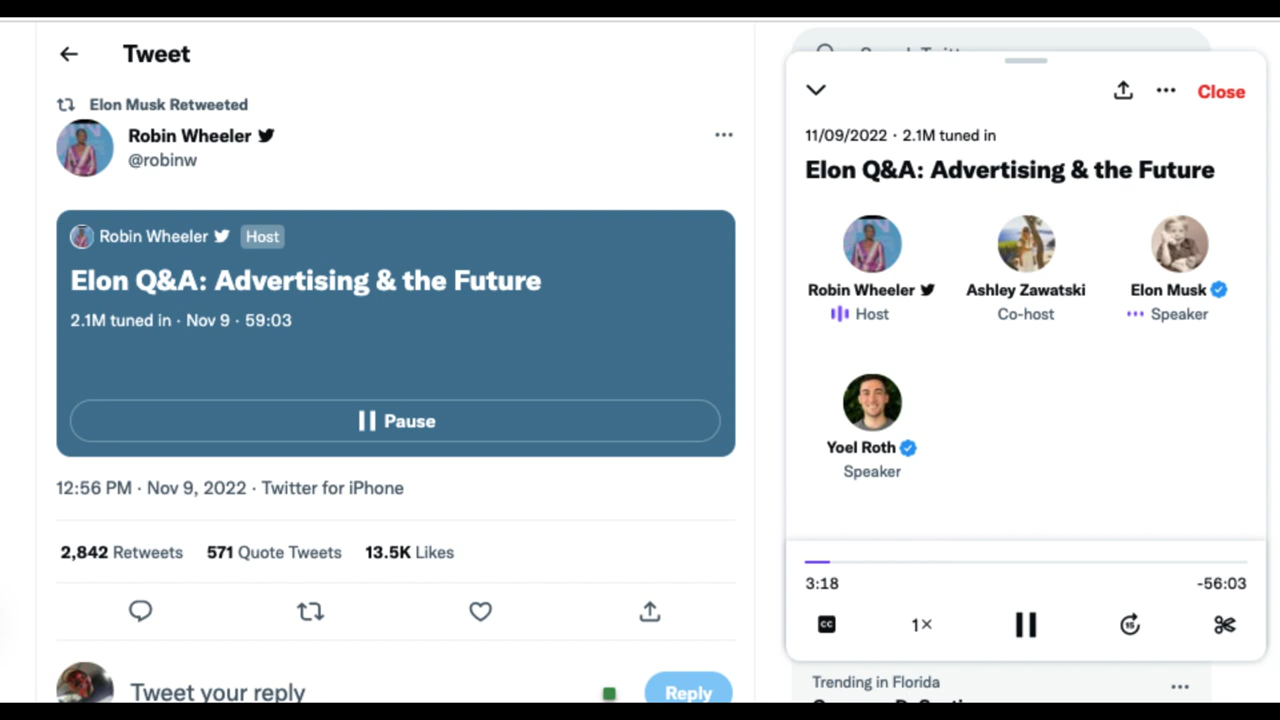 Tweet
Elon Musk Retweeted
Robin Wheeler
@robinw
Robin Wheeler Host
Elon Q&A: Advertising & the Future
2.1M tuned in · Nov 9 · 59:03
Pause
12:56 PM · Nov 9, 2022 · Twitter for iPhone
2,842 Retweets 571 Quote Tweets 13.5K Likes
Tweet your reply
Reply
Close
11/09/2022 · 2.1M tuned in
Elon Q&A: Advertising & the Future
Robin Wheeler Ashley Zawatski Elon Musk
Host Co-host Speaker
Yoel Roth
Speaker
3:18 -56:03
CC 1× 15
Trending in Florida